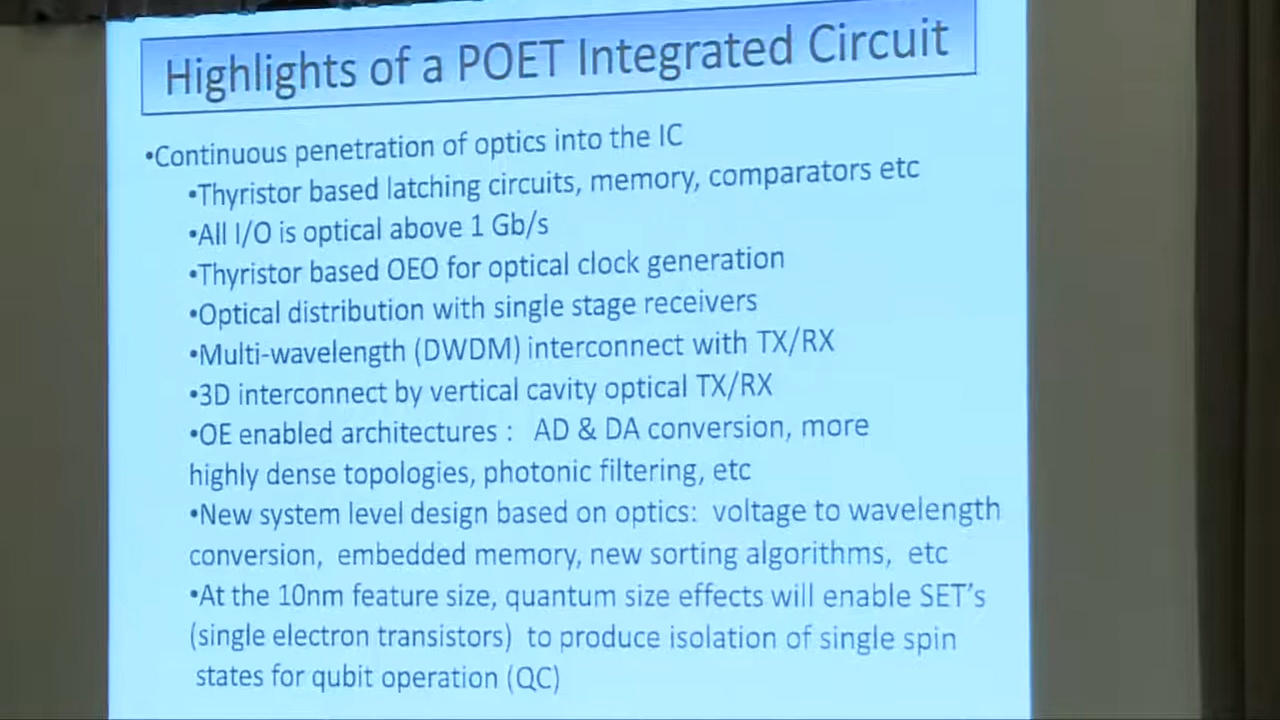 Highlights of a POET Integrated Circuit
•Continuous penetration of optics into the IC
•Thyristor based latching circuits, memory, comparators etc
•All I/O is optical above 1 Gb/s
•Thyristor based OEO for optical clock generation
•Optical distribution with single stage receivers
•Multi-wavelength (DWDM) interconnect with TX/RX
•3D interconnect by vertical cavity optical TX/RX
•OE enabled architectures : AD & DA conversion, more
highly dense topologies, photonic filtering, etc
•New system level design based on optics: voltage to wavelength
conversion, embedded memory, new sorting algorithms, etc
•At the 10nm feature size, quantum size effects will enable SET's
(single electron transistors) to produce isolation of single spin
states for qubit operation (QC)